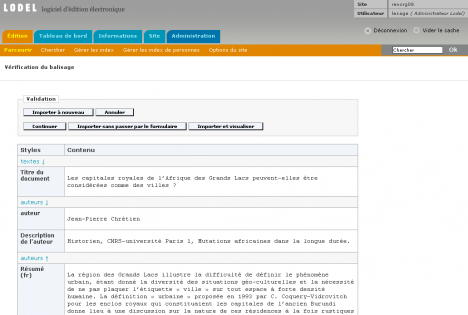 LODEL logiciel d'édition électronique
Site revorg09
Utilisateur lenage ( Administrateur Lodel)
Édition Tableau de bord Informations Site Administration
Déconnexion Vider le cache
Parcourir Chercher Gérer les index Gérer les index de personnes Options du site
Chercher Ok
Vérification du balisage
Validation
Importer à nouveau Annuler
Continuer Importer sans passer par le formulaire Importer et visualiser
Styles Contenu
textes ↓
Titre du document
Les capitales royales de l'Afrique des Grands Lacs peuvent-elles être
considérées comme des villes ?
auteurs ↓
auteur
Jean-Pierre Chrétien
Description de l'auteur
Historien, CNRS-université Paris 1, Mutations africaines dans la longue durée.
auteurs ↑
Résumé (fr)
La région des Grands Lacs illustre la difficulté de définir le phénomène
urbain, étant donné la diversité des situations géo-culturelles et la nécessité
de ne pas plaquer l'étiquette « ville » sur tout espace à forte densité
humaine. La définition « urbaine » proposée en 1993 par C. Coquery-Vidrovitch
pour les enclos royaux qui constituaient les capitales de l'ancien Burundi
donne lieu à une discussion sur la nature de ces résidences à la fois rustiques